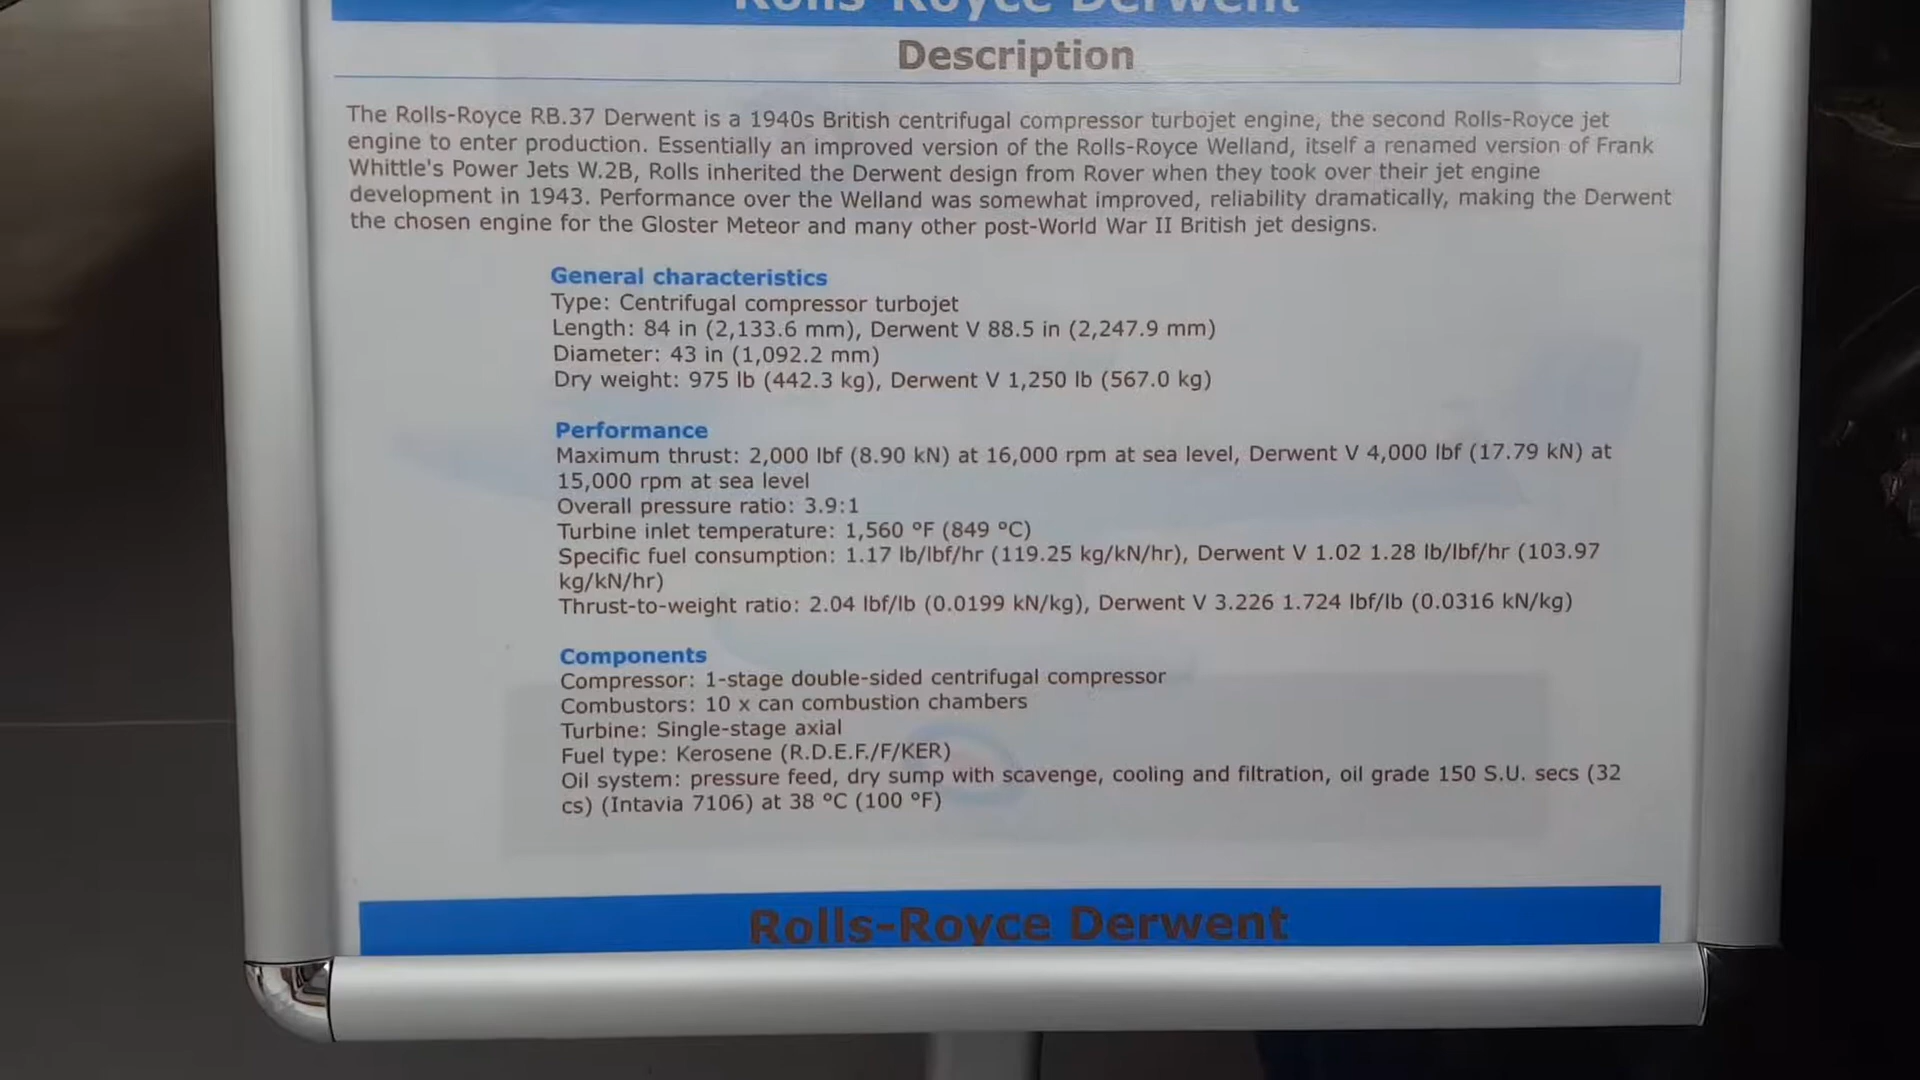 Rolls-Royce Derwent
Description
The Rolls-Royce RB.37 Derwent is a 1940s British centrifugal compressor turbojet engine, the second Rolls-Royce jet
engine to enter production. Essentially an improved version of the Rolls-Royce Welland, itself a renamed version of Frank
Whittle's Power Jets W.2B, Rolls inherited the Derwent design from Rover when they took over their jet engine
development in 1943. Performance over the Welland was somewhat improved, reliability dramatically, making the Derwent
the chosen engine for the Gloster Meteor and many other post-World War II British jet designs.
General characteristics
Type: Centrifugal compressor turbojet
Length: 84 in (2,133.6 mm), Derwent V 88.5 in (2,247.9 mm)
Diameter: 43 in (1,092.2 mm)
Dry weight: 975 lb (442.3 kg), Derwent V 1,250 lb (567.0 kg)
Performance
Maximum thrust: 2,000 lbf (8.90 kN) at 16,000 rpm at sea level, Derwent V 4,000 lbf (17.79 kN) at
15,000 rpm at sea level
Overall pressure ratio: 3.9:1
Turbine inlet temperature: 1,560 °F (849 °C)
Specific fuel consumption: 1.17 lb/lbf/hr (119.25 kg/kN/hr), Derwent V 1.02 1.28 lb/lbf/hr (103.97
kg/kN/hr)
Thrust-to-weight ratio: 2.04 lbf/lb (0.0199 kN/kg), Derwent V 3.226 1.724 lbf/lb (0.0316 kN/kg)
Components
Compressor: 1-stage double-sided centrifugal compressor
Combustors: 10 x can combustion chambers
Turbine: Single-stage axial
Fuel type: Kerosene (R.D.E.F./F/KER)
Oil system: pressure feed, dry sump with scavenge, cooling and filtration, oil grade 150 S.U. secs (32
cs) (Intavia 7106) at 38 °C (100 °F)
Rolls-Royce Derwent